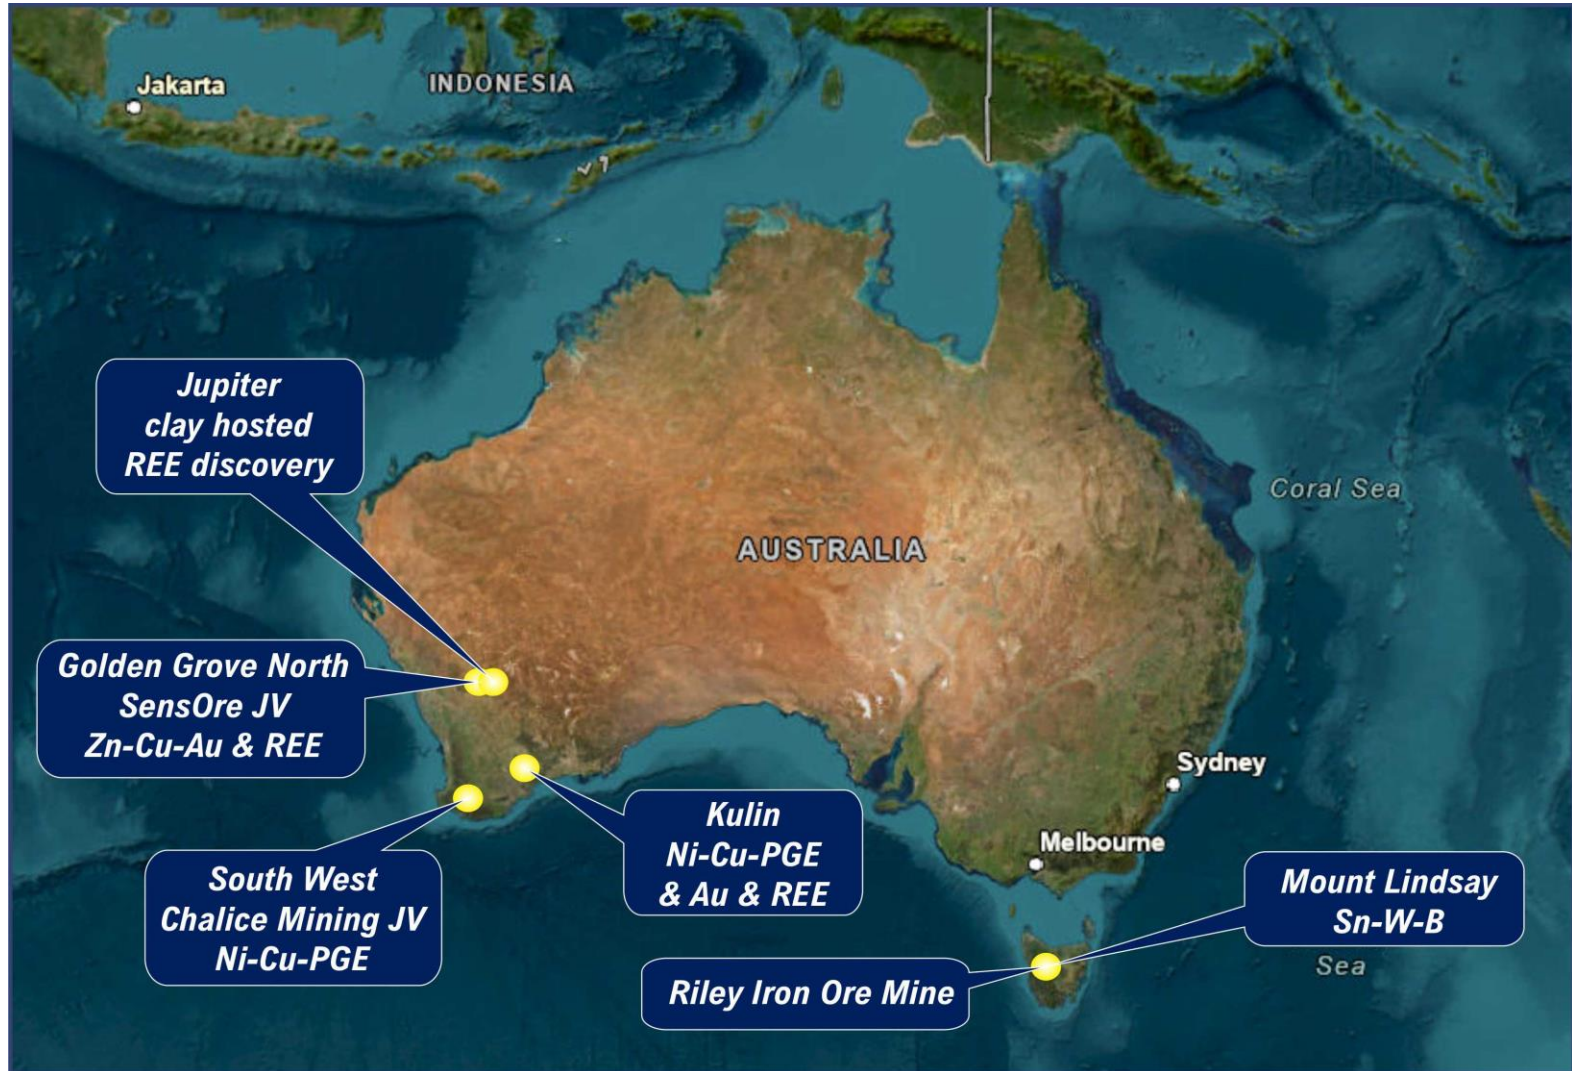 Jakarta
INDONESIA
Jupiter
clay hosted
REE discovery
Coral Sea
AUSTRALIA
Golden Grove North
SensOre JV
Zn-Cu-Au & REE
Sydney
Kulin
Ni-Cu-PGE
& Au & REE
Melbourne
South West
Chalice Mining JV
Ni-Cu-PGE
Mount Lindsay
Sn-W-B
Sea
Riley Iron Ore Mine